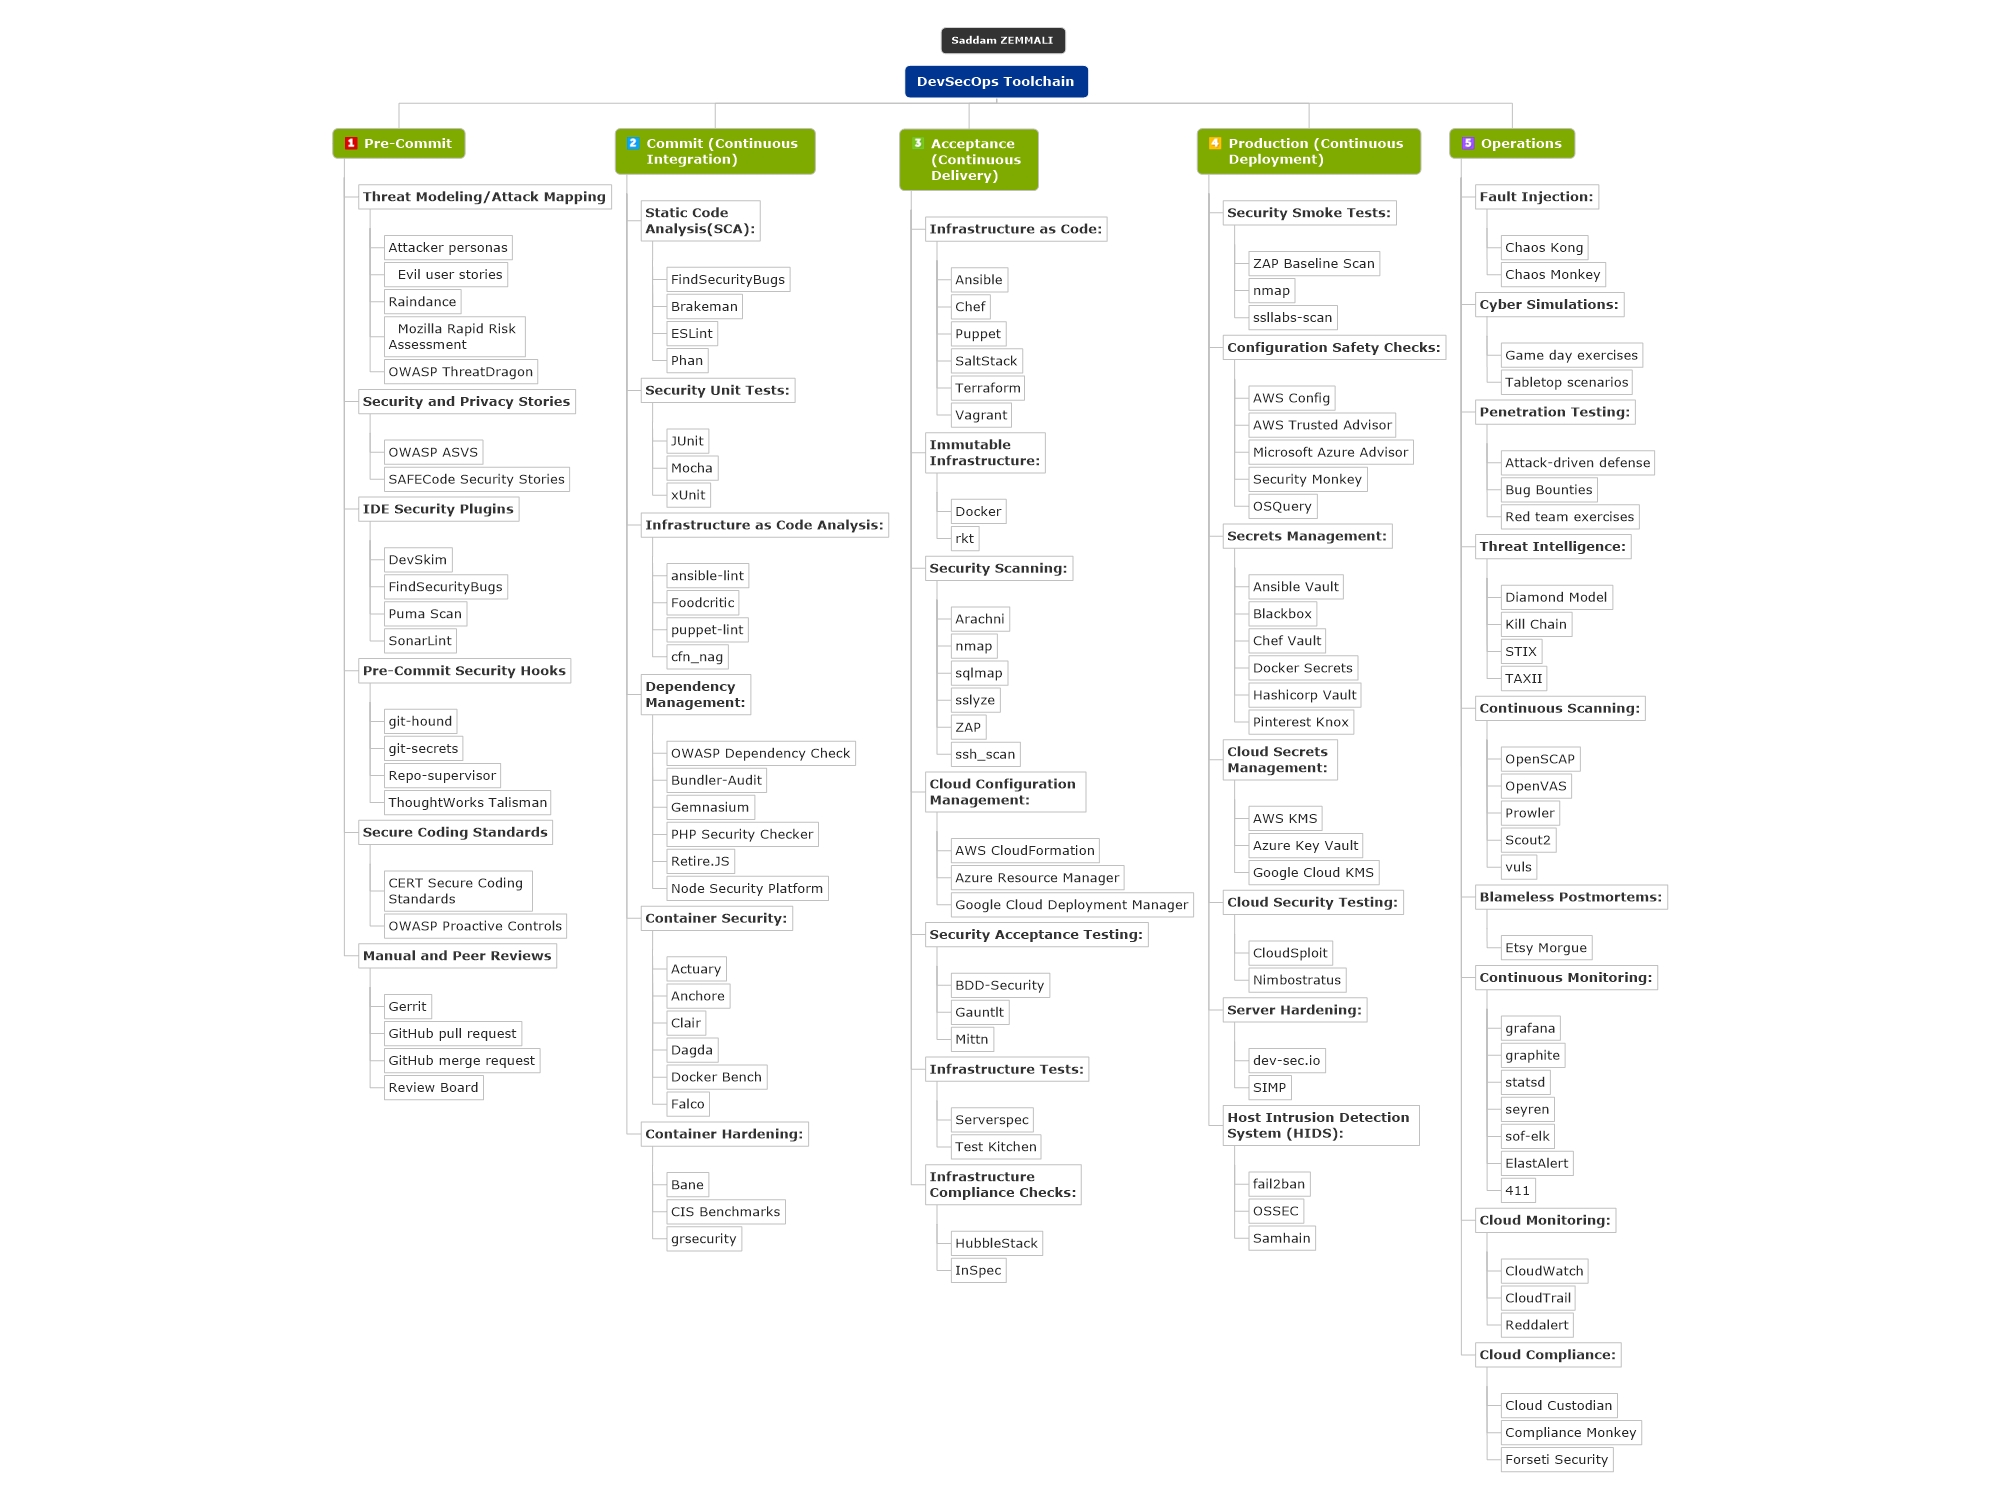 Saddam ZEMMALI
DevSecOps Toolchain
1 Pre-Commit
Threat Modeling/Attack Mapping
Attacker personas
Evil user stories
Raindance
Mozilla Rapid Risk
Assessment
OWASP ThreatDragon
Security and Privacy Stories
OWASP ASVS
SAFECode Security Stories
IDE Security Plugins
DevSkim
FindSecurityBugs
Puma Scan
SonarLint
Pre-Commit Security Hooks
git-hound
git-secrets
Repo-supervisor
ThoughtWorks Talisman
Secure Coding Standards
CERT Secure Coding
Standards
OWASP Proactive Controls
Manual and Peer Reviews
Gerrit
GitHub pull request
GitHub merge request
Review Board
2 Commit (Continuous
Integration)
Static Code
Analysis(SCA):
FindSecurityBugs
Brakeman
ESLint
Phan
Security Unit Tests:
JUnit
Mocha
xUnit
Infrastructure as Code Analysis:
ansible-lint
Foodcritic
puppet-lint
cfn_nag
Dependency
Management:
OWASP Dependency Check
Bundler-Audit
Gemnasium
PHP Security Checker
Retire.JS
Node Security Platform
Container Security:
Actuary
Anchore
Clair
Dagda
Docker Bench
Falco
Container Hardening:
Bane
CIS Benchmarks
grsecurity
3 Acceptance
(Continuous
Delivery)
Infrastructure as Code:
Ansible
Chef
Puppet
SaltStack
Terraform
Vagrant
Immutable
Infrastructure:
Docker
rkt
Security Scanning:
Arachni
nmap
sqlmap
sslyze
ZAP
ssh_scan
Cloud Configuration
Management:
AWS CloudFormation
Azure Resource Manager
Google Cloud Deployment Manager
Security Acceptance Testing:
BDD-Security
Gauntlt
Mittn
Infrastructure Tests:
Serverspec
Test Kitchen
Infrastructure
Compliance Checks:
HubbleStack
InSpec
4 Production (Continuous
Deployment)
Security Smoke Tests:
ZAP Baseline Scan
nmap
ssllabs-scan
Configuration Safety Checks:
AWS Config
AWS Trusted Advisor
Microsoft Azure Advisor
Security Monkey
OSQuery
Secrets Management:
Ansible Vault
Blackbox
Chef Vault
Docker Secrets
Hashicorp Vault
Pinterest Knox
Cloud Secrets
Management:
AWS KMS
Azure Key Vault
Google Cloud KMS
Cloud Security Testing:
CloudSploit
Nimbostratus
Server Hardening:
dev-sec.io
SIMP
Host Intrusion Detection
System (HIDS):
fail2ban
OSSEC
Samhain
5 Operations
Fault Injection:
Chaos Kong
Chaos Monkey
Cyber Simulations:
Game day exercises
Tabletop scenarios
Penetration Testing:
Attack-driven defense
Bug Bounties
Red team exercises
Threat Intelligence:
Diamond Model
Kill Chain
STIX
TAXII
Continuous Scanning:
OpenSCAP
OpenVAS
Prowler
Scout2
vuls
Blameless Postmortems:
Etsy Morgue
Continuous Monitoring:
grafana
graphite
statsd
seyren
sof-elk
ElastAlert
411
Cloud Monitoring:
CloudWatch
CloudTrail
Reddalert
Cloud Compliance:
Cloud Custodian
Compliance Monkey
Forseti Security